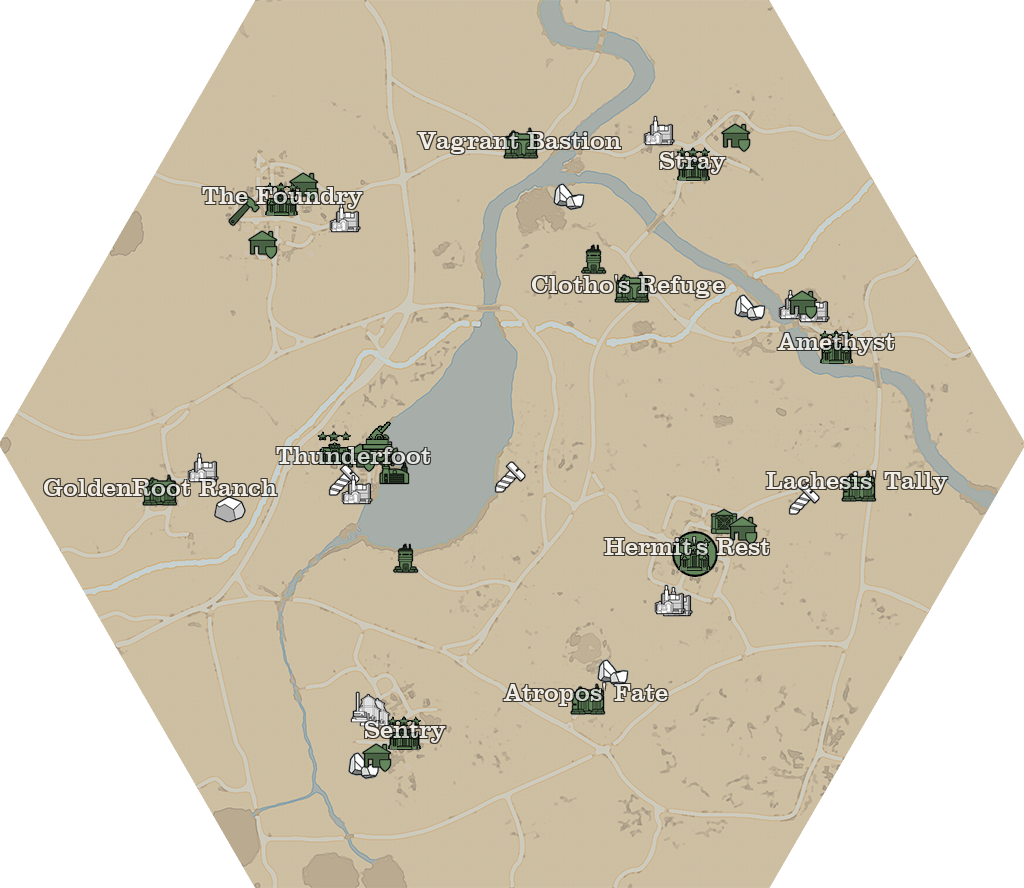 Vagrant Bastion
Stray
The Foundry
Clotho's Refuge
Amethyst
Thunderfoot
GoldenRoot Ranch
Lachesis Tally
Hermit's Rest
Atropos Fate
Sentry